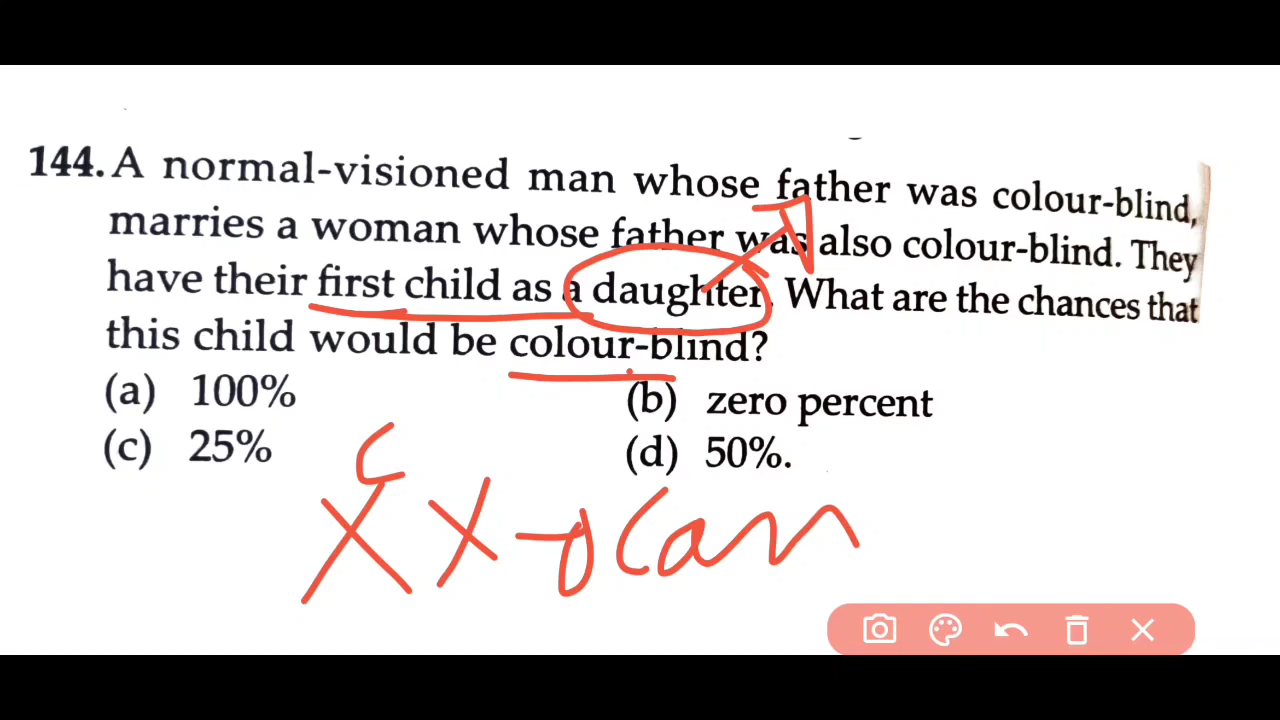 144. A normal-visioned man whose father was colour-blind,
marries a woman whose father was also colour-blind. They
have their first child as a daughter. What are the chances that
this child would be colour-blind?
(a) 100% (b) zero percent
(c) 25% (d) 50%.
X^c X